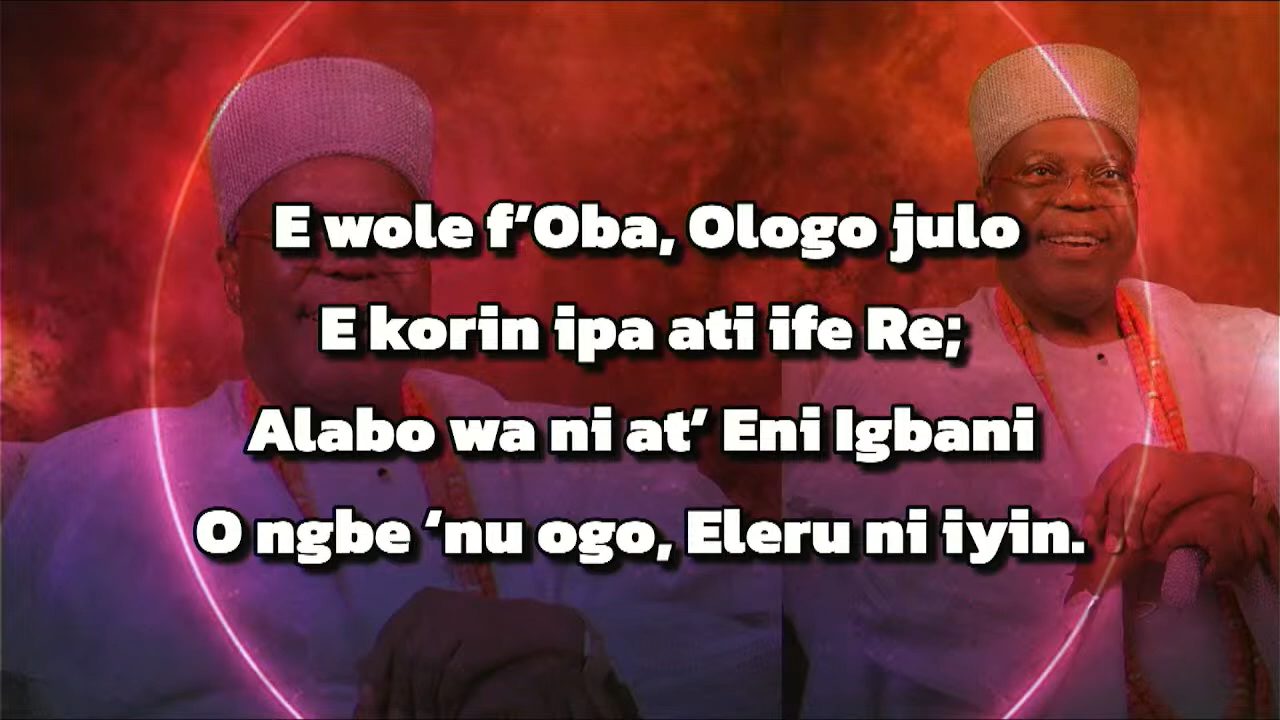 E wole f’Oba, Ologo julo
E korin ipa ati ife Re;
Alabo wa ni at’ Eni Igbani
O ngbe ‘nu ogo, Eleru ni iyin.